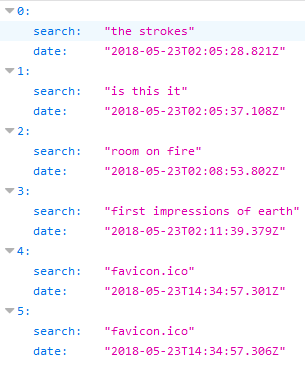 0:
search: "the strokes"
date: "2018-05-23T02:05:28.821Z"
1:
search: "is this it"
date: "2018-05-23T02:05:37.108Z"
2:
search: "room on fire"
date: "2018-05-23T02:08:53.802Z"
3:
search: "first impressions of earth"
date: "2018-05-23T02:11:39.379Z"
4:
search: "favicon.ico"
date: "2018-05-23T14:34:57.301Z"
5:
search: "favicon.ico"
date: "2018-05-23T14:34:57.306Z"